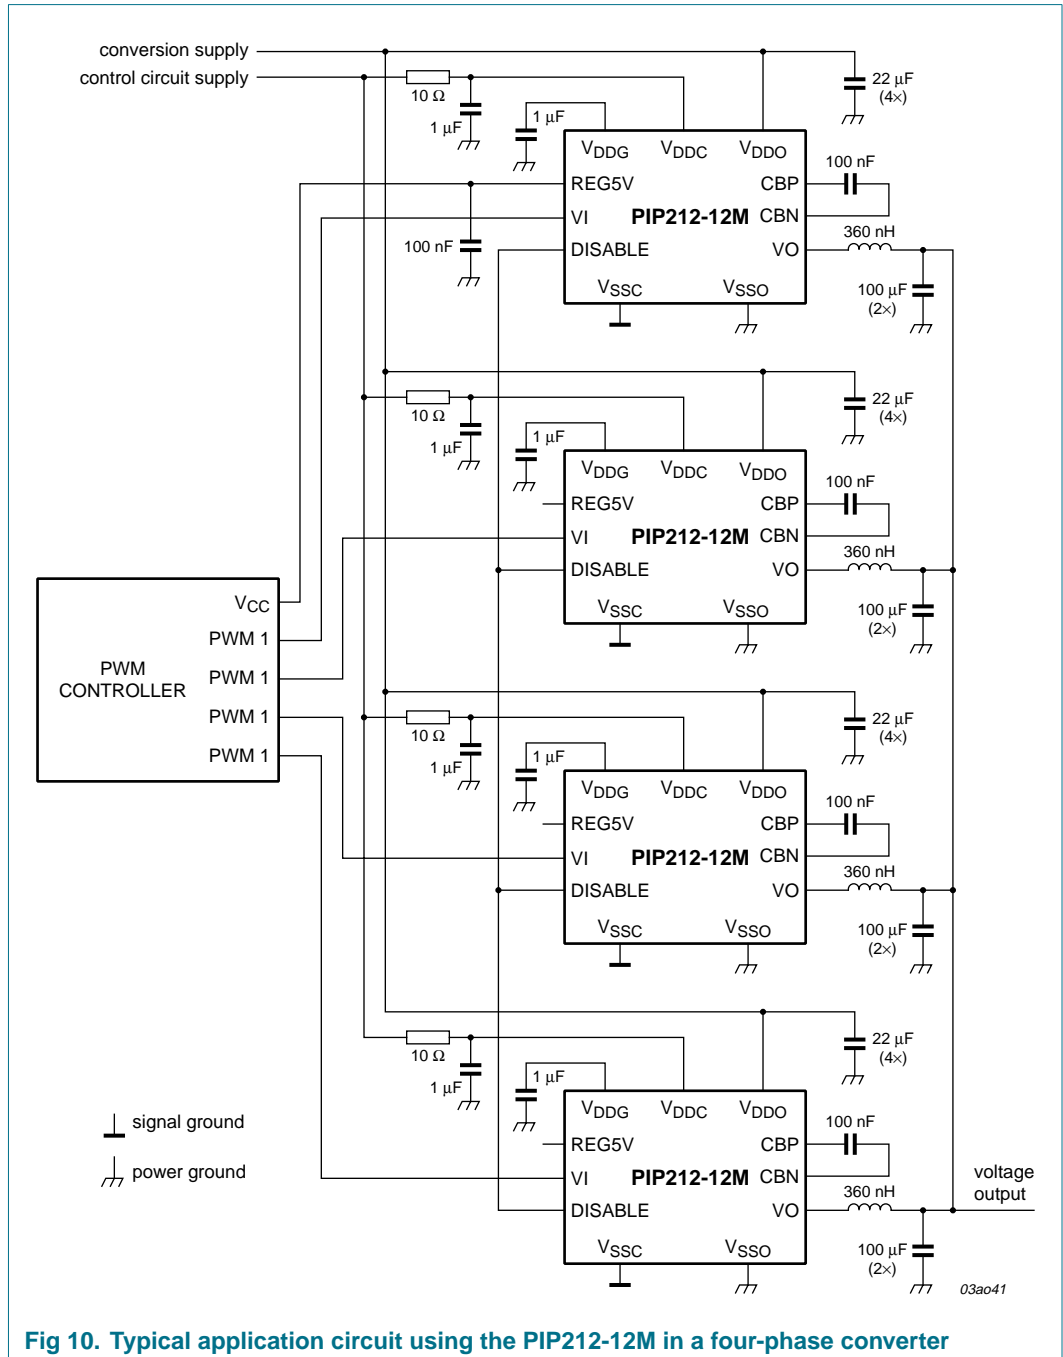 conversion supply
control circuit supply
10 Ω
1 μF
1 μF
22 μF
(4×)
VDDG VDDC VDDO
REG5V
CBP
100 nF
VI
PIP212-12M
CBN
100 nF
DISABLE
VO
360 nH
VSSC
VSSO
100 μF
(2×)
10 Ω
1 μF
1 μF
22 μF
(4×)
VDDG VDDC VDDO
REG5V
CBP
100 nF
VI
PIP212-12M
CBN
DISABLE
VO
360 nH
VSSC
VSSO
100 μF
(2×)
PWM
CONTROLLER
VCC
PWM 1
PWM 1
PWM 1
PWM 1
10 Ω
1 μF
1 μF
22 μF
(4×)
VDDG VDDC VDDO
REG5V
CBP
100 nF
VI
PIP212-12M
CBN
DISABLE
VO
360 nH
VSSC
VSSO
100 μF
(2×)
10 Ω
1 μF
1 μF
22 μF
(4×)
VDDG VDDC VDDO
REG5V
CBP
100 nF
VI
PIP212-12M
CBN
DISABLE
VO
360 nH
VSSC
VSSO
100 μF
(2×)
signal ground
power ground
voltage
output
03ao41
Fig 10. Typical application circuit using the PIP212-12M in a four-phase converter